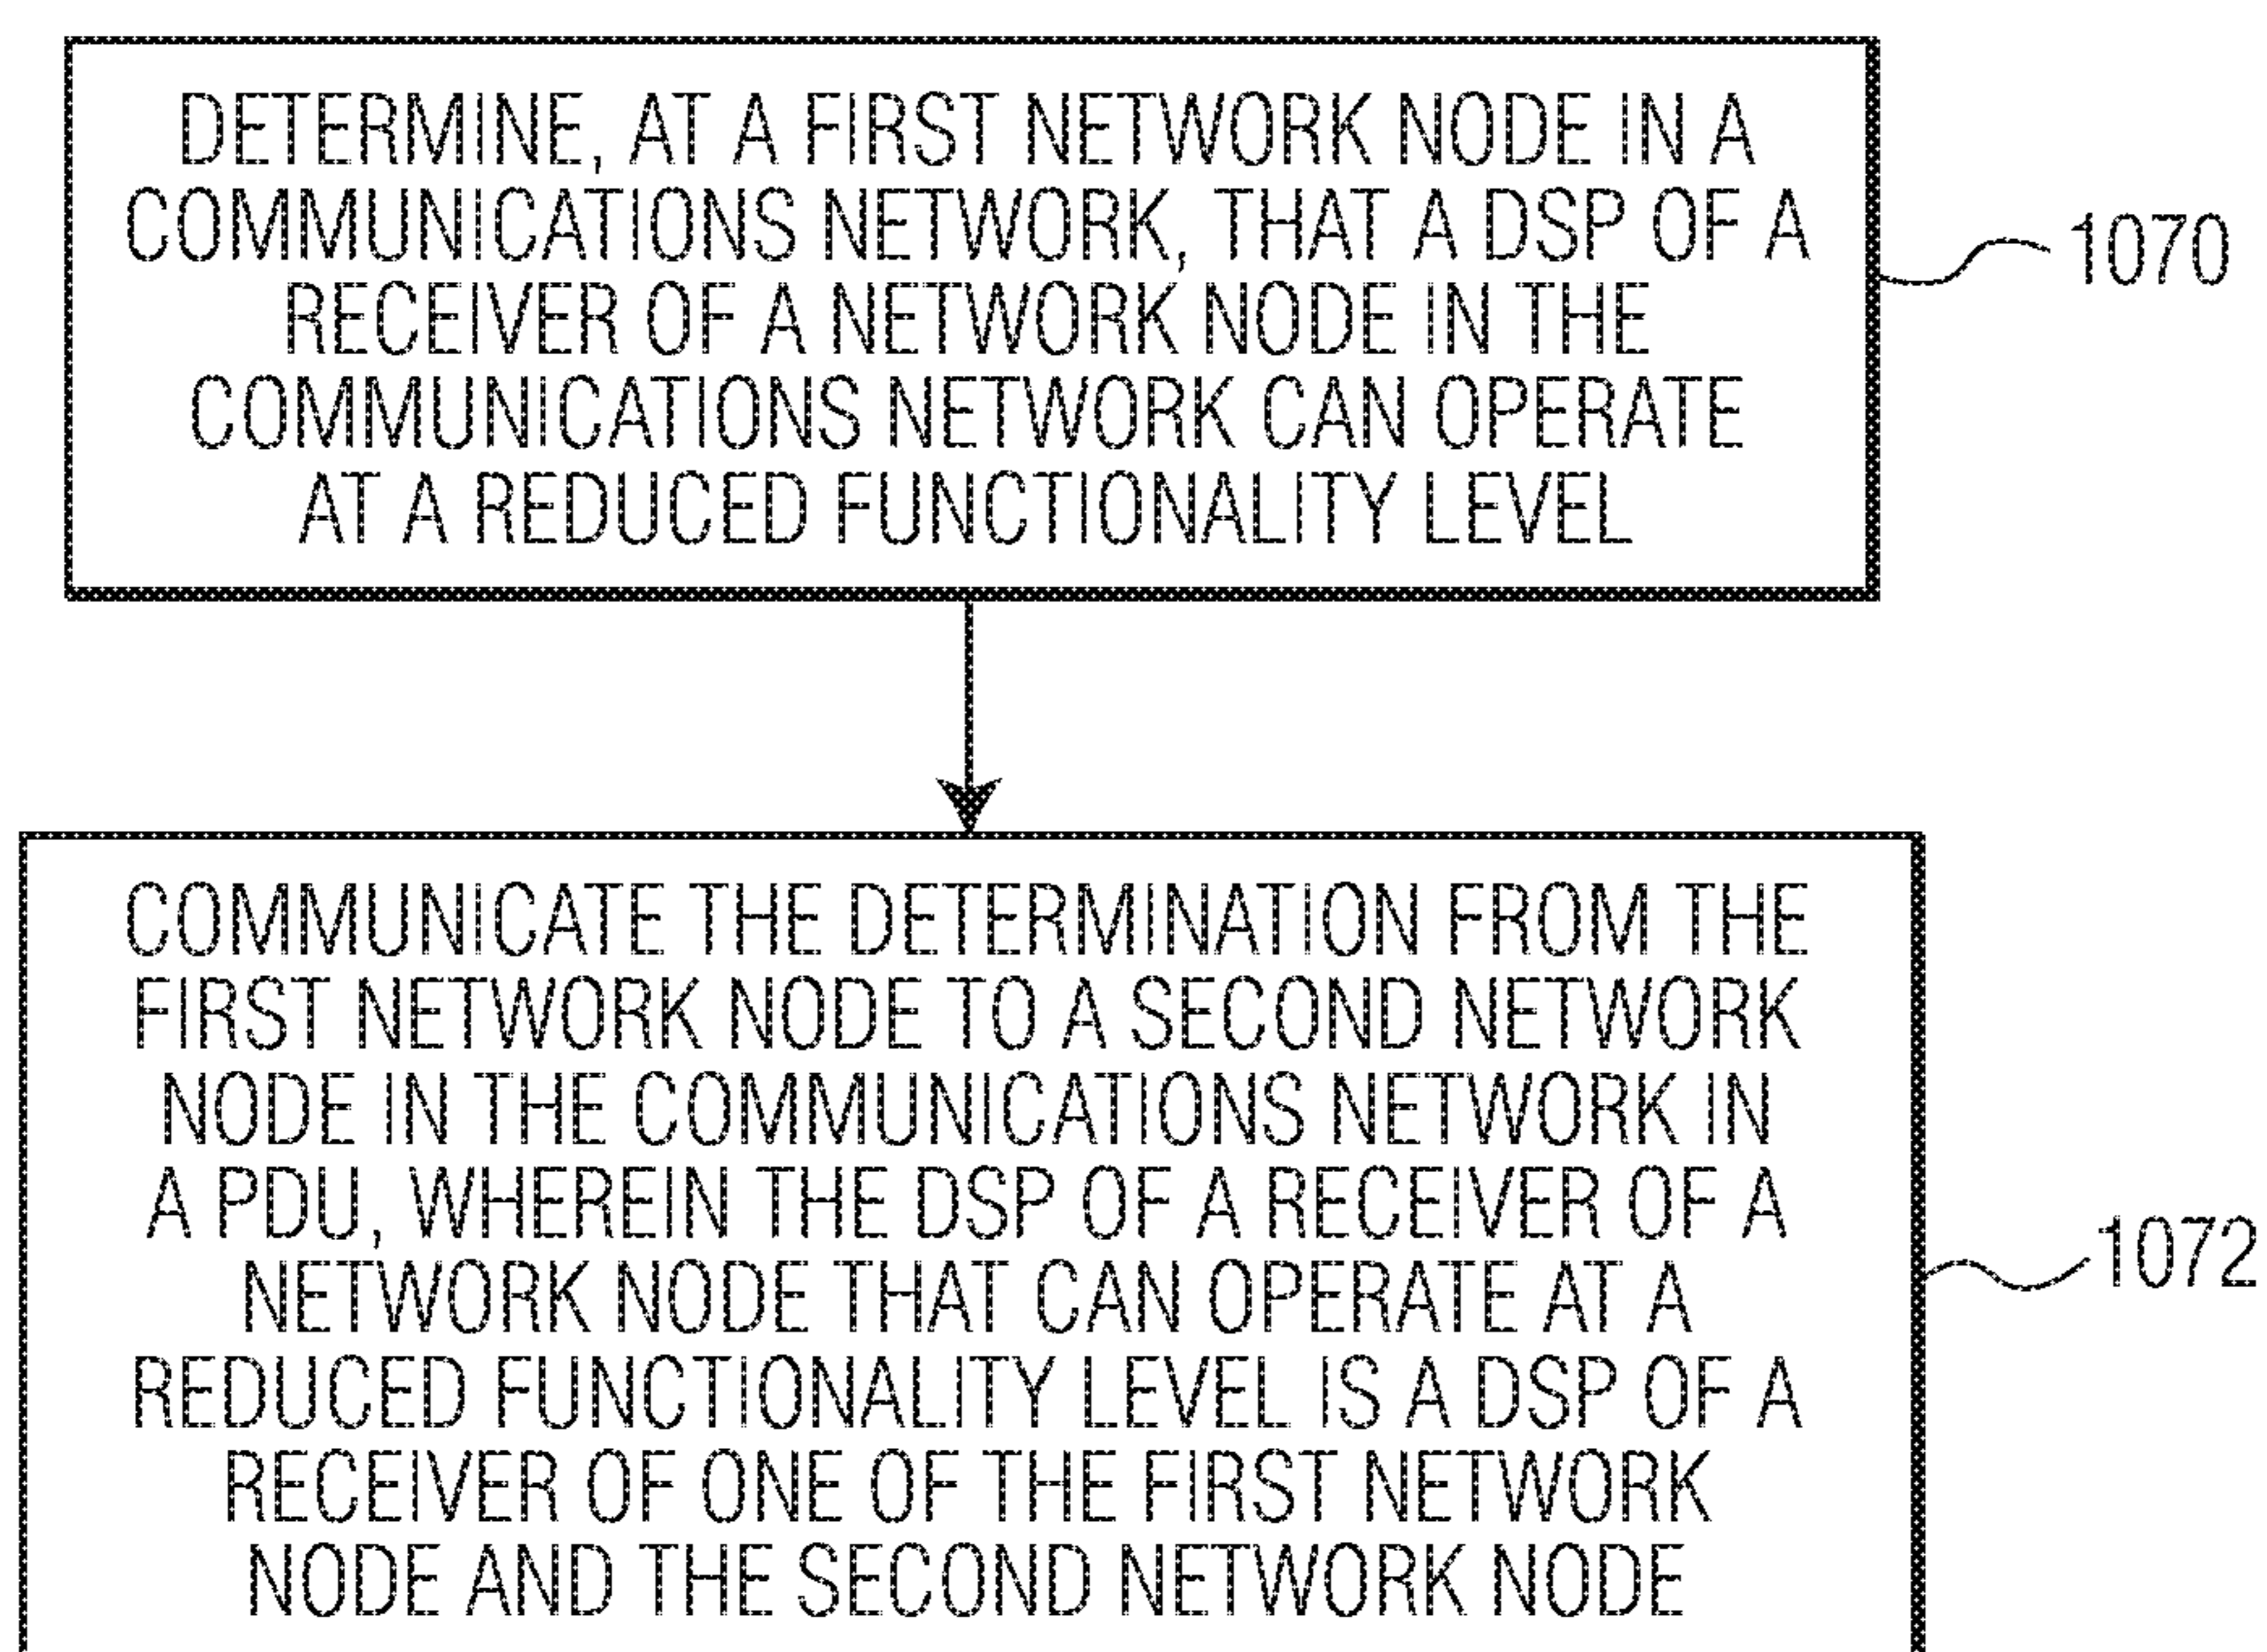 DETERMINE, AT A FIRST NETWORK NODE IN A
COMMUNICATIONS NETWORK, THAT A DSP OF A
RECEIVER OF A NETWORK NODE IN THE
COMMUNICATIONS NETWORK CAN OPERATE
AT A REDUCED FUNCTIONALITY LEVEL
1070
COMMUNICATE THE DETERMINATION FROM THE
FIRST NETWORK NODE TO A SECOND NETWORK
NODE IN THE COMMUNICATIONS NETWORK IN
A PDU, WHEREIN THE DSP OF A RECEIVER OF A
NETWORK NODE THAT CAN OPERATE AT A
REDUCED FUNCTIONALITY LEVEL IS A DSP OF A
RECEIVER OF ONE OF THE FIRST NETWORK
NODE AND THE SECOND NETWORK NODE
1072